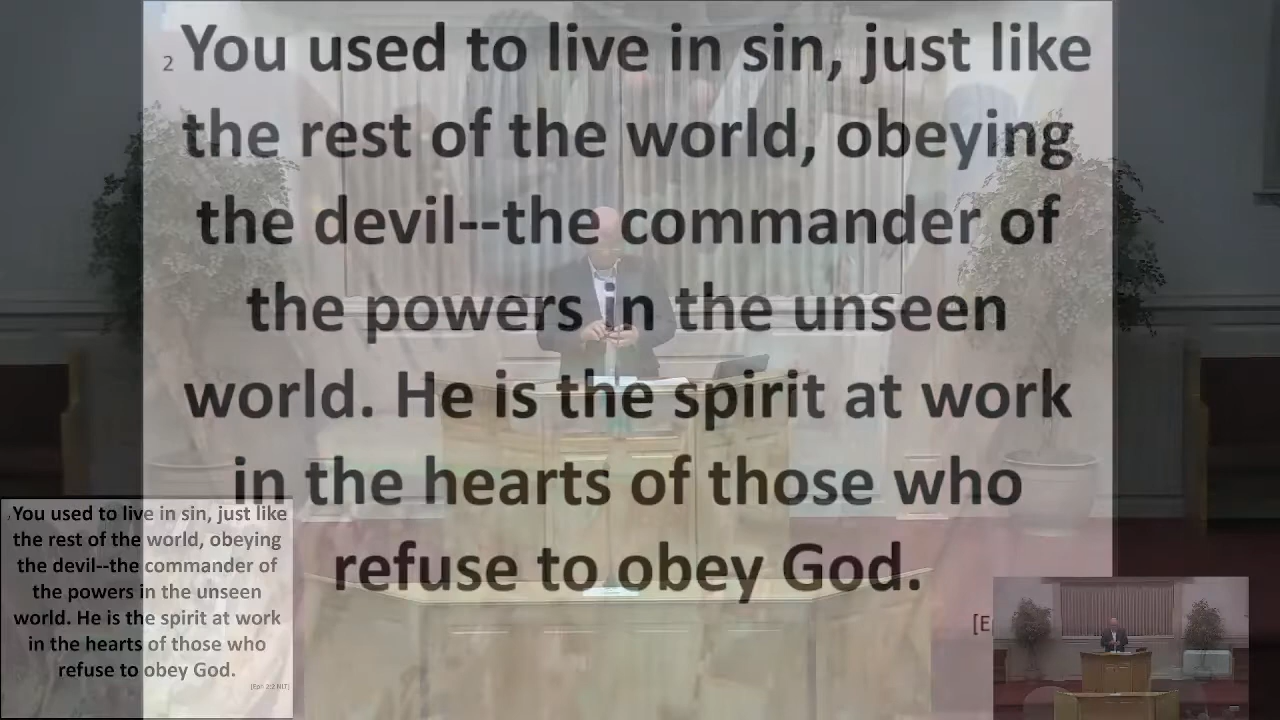 2 You used to live in sin, just like
the rest of the world, obeying
the devil--the commander of
the powers in the unseen
world. He is the spirit at work
in the hearts of those who
refuse to obey God.
[E
You used to live in sin, just like
the rest of the world, obeying
the devil--the commander of
the powers in the unseen
world. He is the spirit at work
in the hearts of those who
refuse to obey God.
[Eph 2:2 NLT]